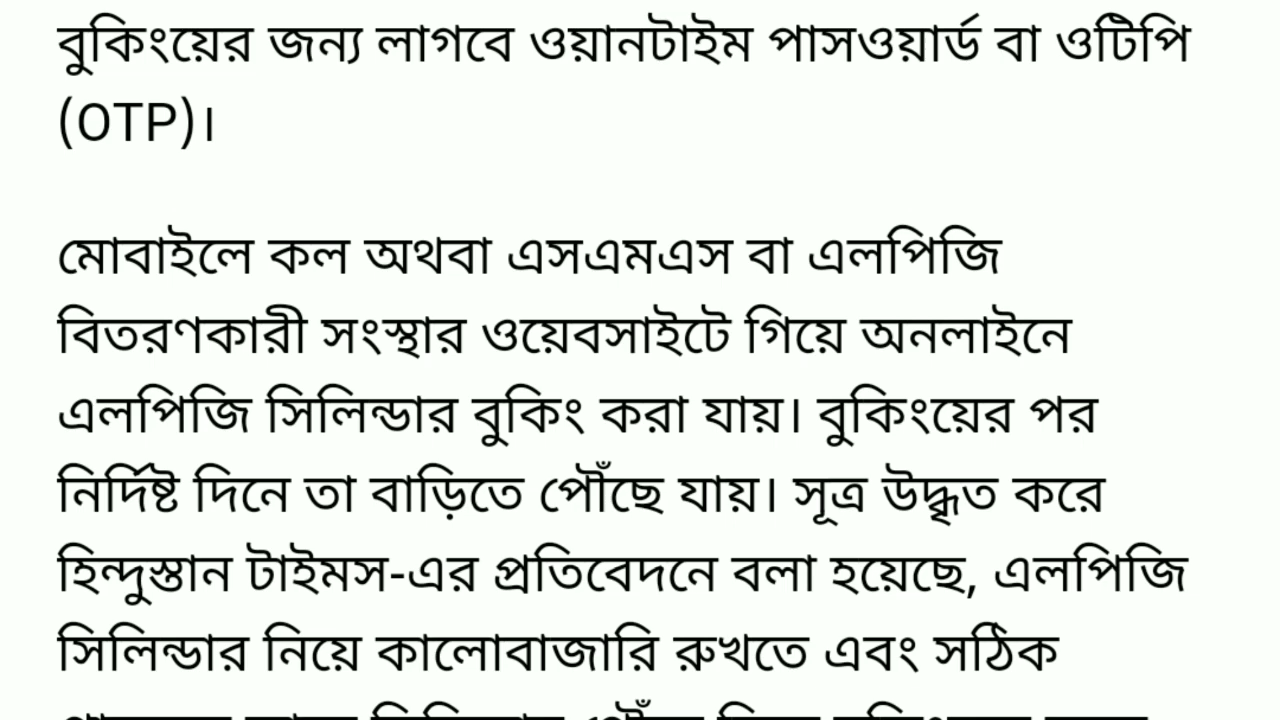 বুকিংয়ের জন্য লাগবে ওয়ানটাইম পাসওয়ার্ড বা ওটিপি
(OTP)।
মোবাইলে কল অথবা এসএমএস বা এলপিজি
বিতরণকারী সংস্থার ওয়েবসাইটে গিয়ে অনলাইনে
এলপিজি সিলিন্ডার বুকিং করা যায়। বুকিংয়ের পর
নির্দিষ্ট দিনে তা বাড়িতে পৌঁছে যায়। সূত্র উদ্ধৃত করে
হিন্দুস্তান টাইমস-এর প্রতিবেদনে বলা হয়েছে, এলপিজি
সিলিন্ডার নিয়ে কালোবাজারি রুখতে এবং সঠিক